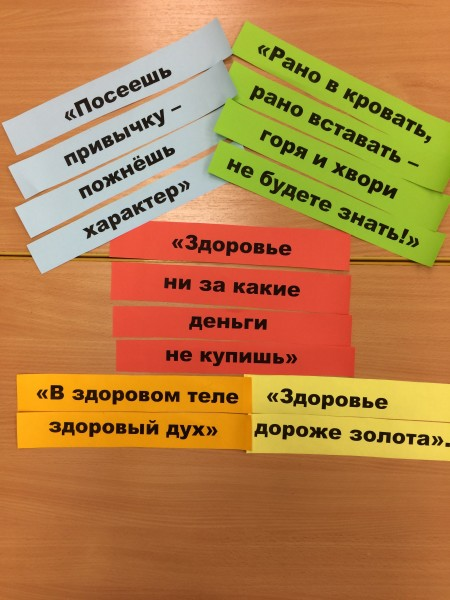 «Посеешь
привычку –
пожнёшь
характер»
«Рано в кровать,
рано вставать –
горя и хвори
не будете знать!»
«Здоровье
ни за какие
деньги
не купишь»
«В здоровом теле
здоровый дух»
«Здоровье
дороже золота».